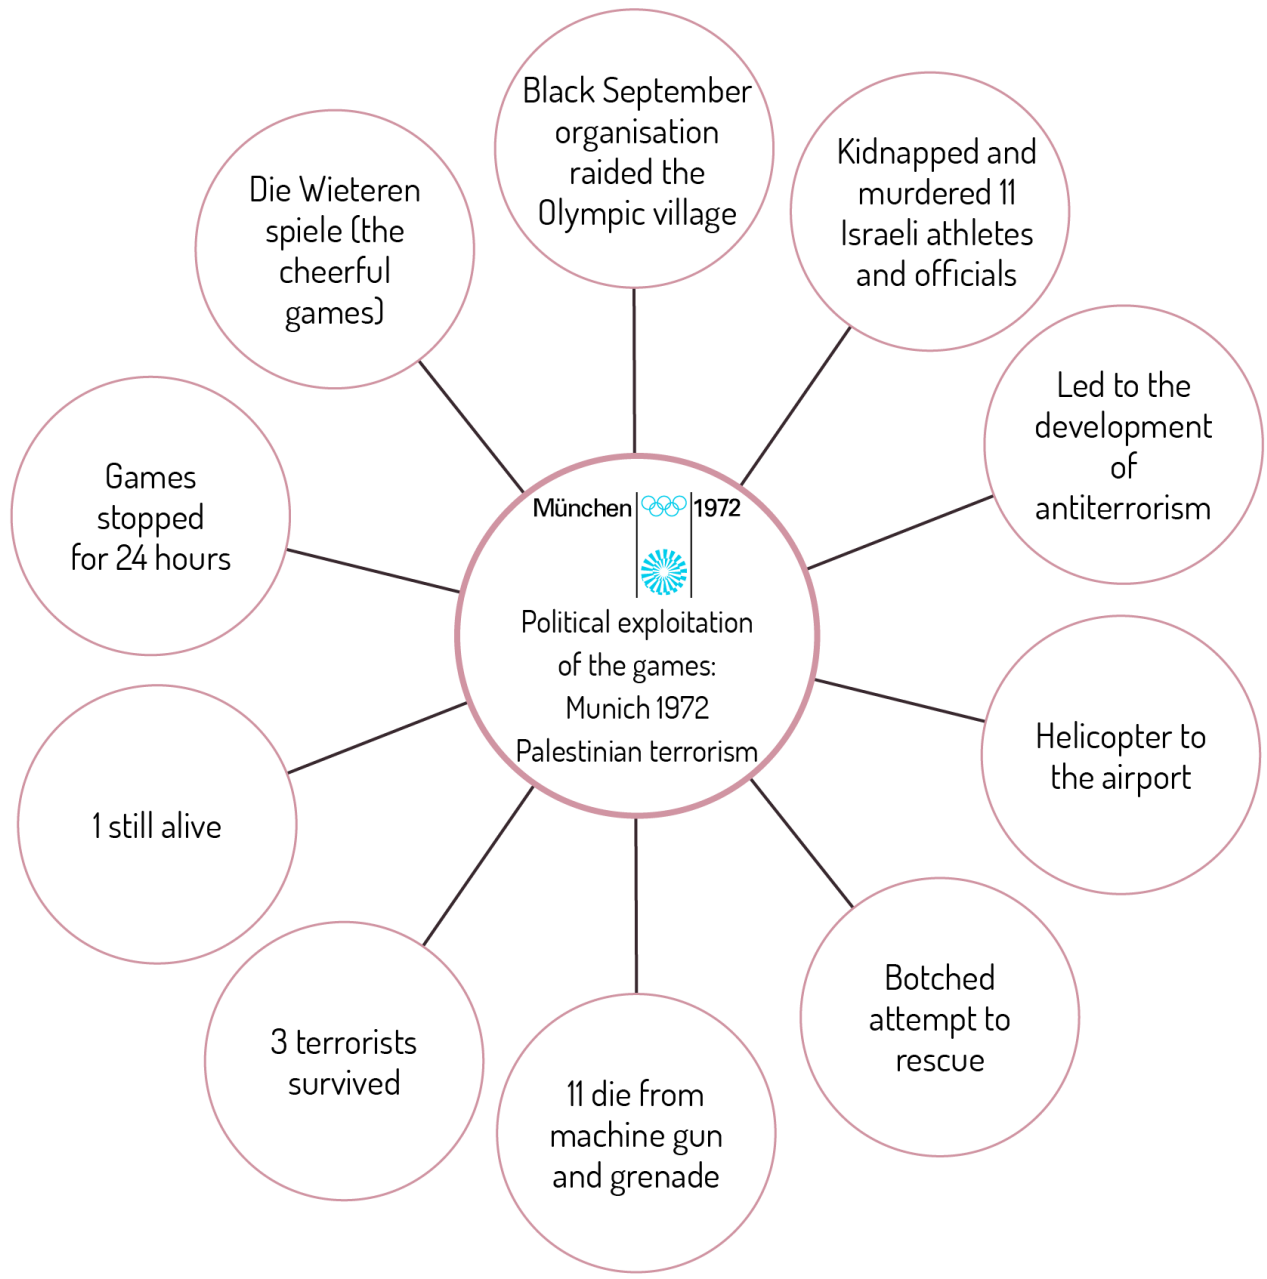 Black September
organisation
raided the
Olympic village
Kidnapped and
murdered 11
Israeli athletes
and officials
Led to the
development
of
antiterrorism
Helicopter to
the airport
Botched
attempt to
rescue
11 die from
machine gun
and grenade
3 terrorists
survived
1 still alive
Games
stopped
for 24 hours
Die Wieteren
spiele (the
cheerful
games)
München 1972
Political exploitation
of the games:
Munich 1972
Palestinian terrorism